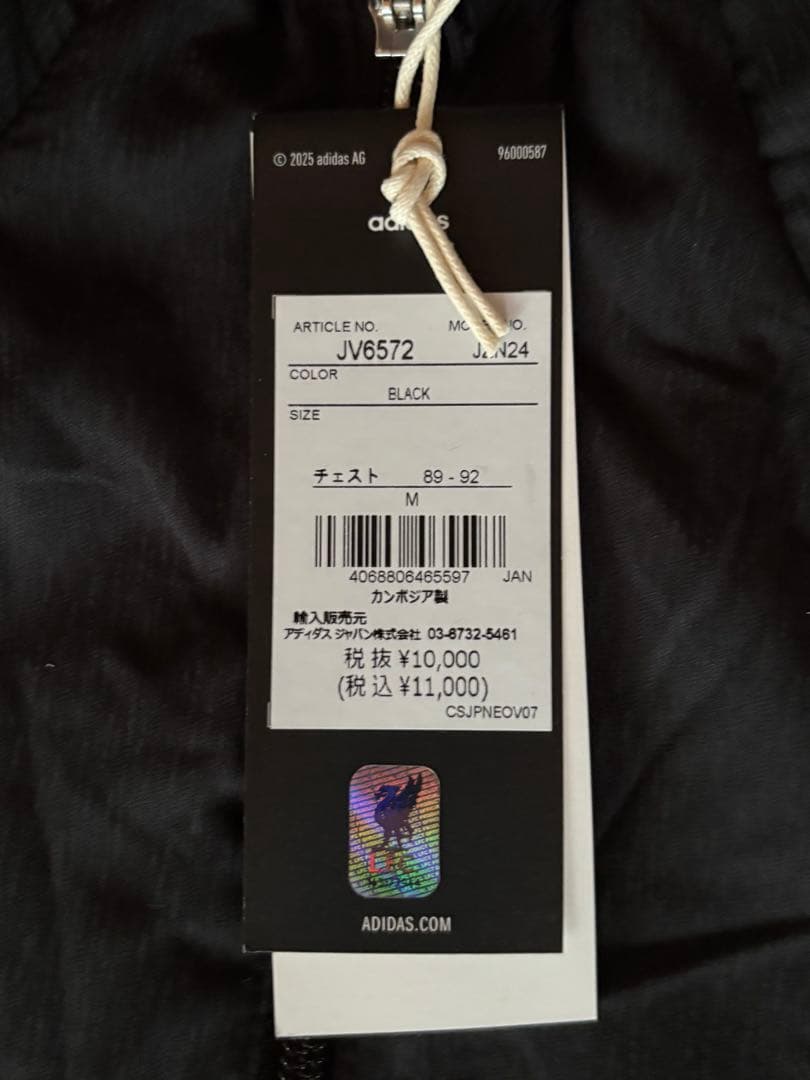 © 2025 adidas AG 96000587
adidas
ARTICLE NO. NO.
JV6572
COLOR
BLACK
SIZE
チェスト 89 - 92
M
4068806465597 JAN
カンボジア製
輸入販売元
アディダス ジャパン株式会社 03-6732-5461
税抜 ¥10,000
(税込 ¥11,000)
CSJPNEOV07
ADIDAS.COM